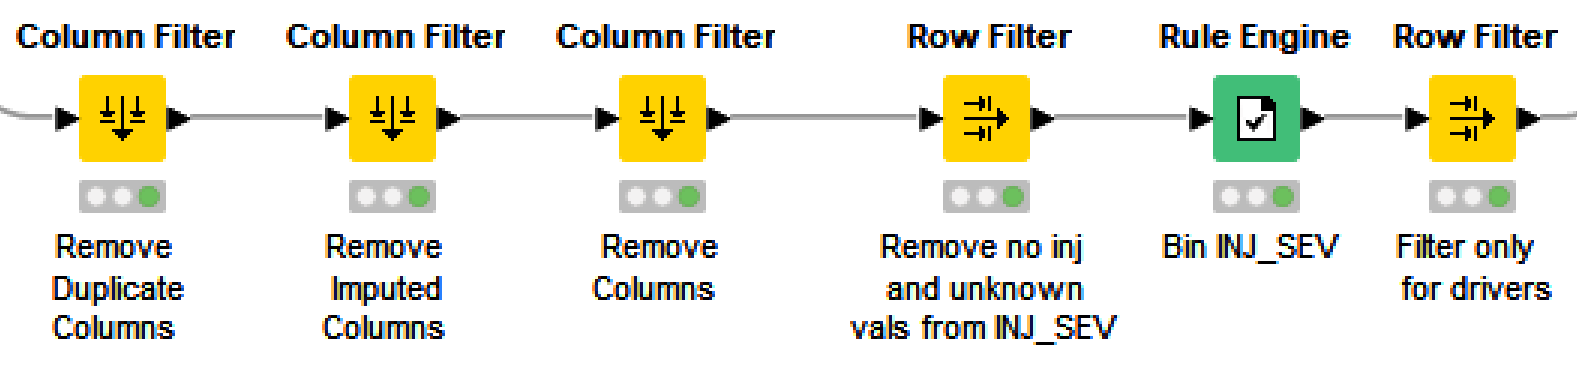 Column Filter
Column Filter
Column Filter
Row Filter
Rule Engine
Row Filter
Remove
Duplicate
Columns
Remove
Imputed
Columns
Remove
Columns
Remove no inj
and unknown
vals from INJ_SEV
Bin INJ_SEV
Filter only
for drivers